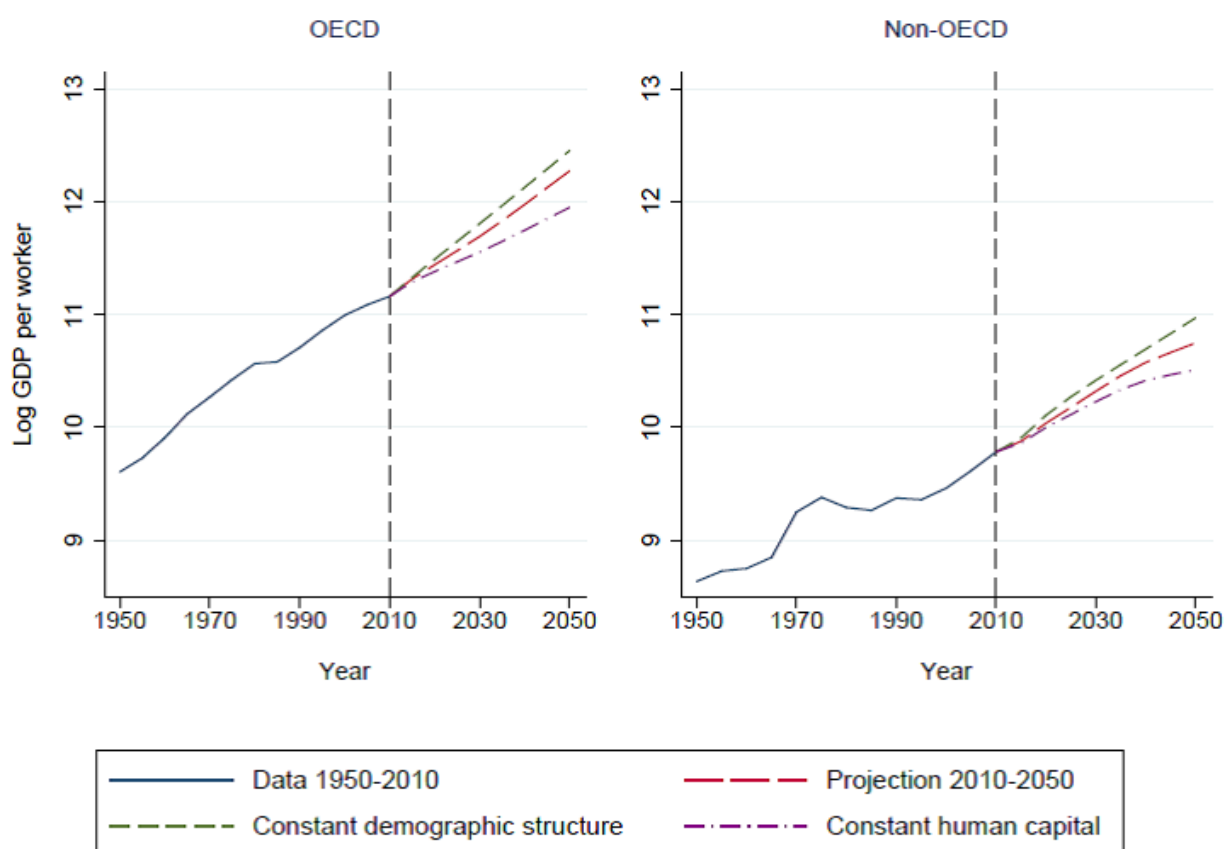 OECD
Non-OECD
Log GDP per worker
13
12
11
10
9
1950 1970 1990 2010 2030 2050
Year
13
12
11
10
9
1950 1970 1990 2010 2030 2050
Year
Data 1950-2010
Projection 2010-2050
Constant demographic structure
Constant human capital